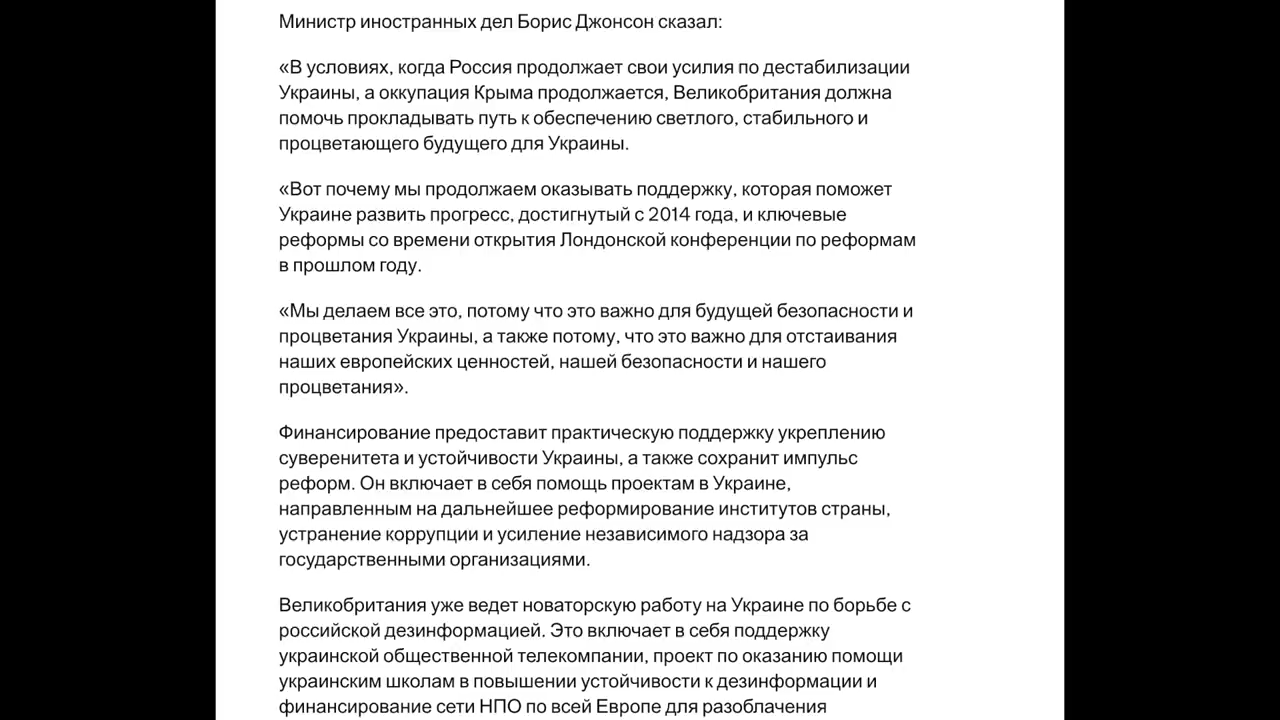 Министр иностранных дел Борис Джонсон сказал:
«В условиях, когда Россия продолжает свои усилия по дестабилизации
Украины, а оккупация Крыма продолжается, Великобритания должна
помочь прокладывать путь к обеспечению светлого, стабильного и
процветающего будущего для Украины.
«Вот почему мы продолжаем оказывать поддержку, которая поможет
Украине развить прогресс, достигнутый с 2014 года, и ключевые
реформы со времени открытия Лондонской конференции по реформам
в прошлом году.
«Мы делаем все это, потому что это важно для будущей безопасности и
процветания Украины, а также потому, что это важно для отстаивания
наших европейских ценностей, нашей безопасности и нашего
процветания».
Финансирование предоставит практическую поддержку укреплению
суверенитета и устойчивости Украины, а также сохранит импульс
реформ. Он включает в себя помощь проектам в Украине,
направленным на дальнейшее реформирование институтов страны,
устранение коррупции и усиление независимого надзора за
государственными организациями.
Великобритания уже ведет новаторскую работу на Украине по борьбе с
российской дезинформацией. Это включает в себя поддержку
украинской общественной телекомпании, проект по оказанию помощи
украинским школам в повышении устойчивости к дезинформации и
финансирование сети НПО по всей Европе для разоблачения